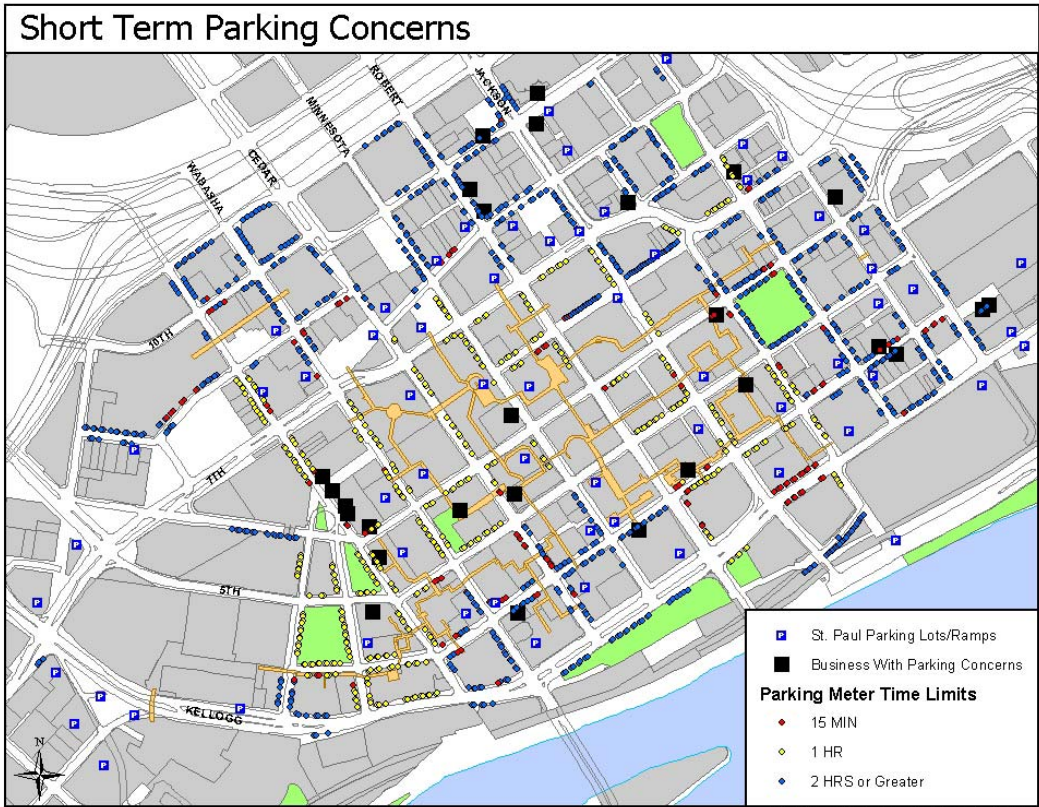 Short Term Parking Concerns
JACKSON
ROBERT
MINNESOTA
CEDAR
WABASHA
10TH
7TH
5TH
KELLOGG
N
P St. Paul Parking Lots/Ramps
Business With Parking Concerns
Parking Meter Time Limits
15 MIN
1 HR
2 HRS or Greater